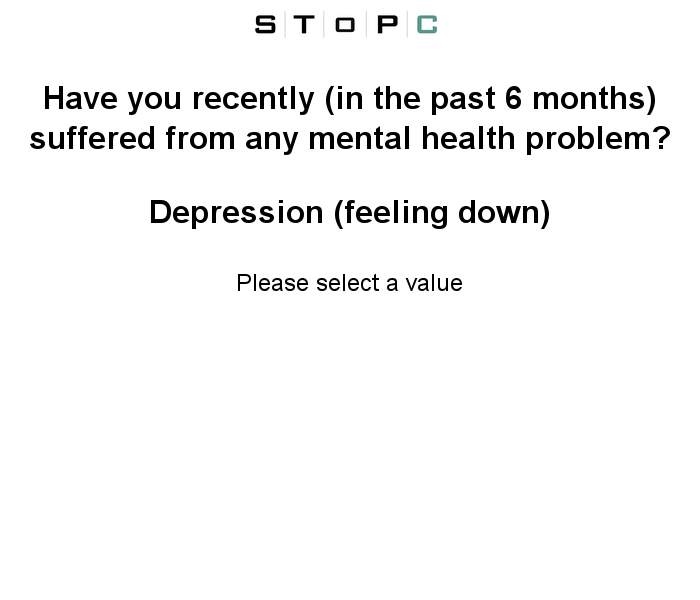 STOPC
Have you recently (in the past 6 months)
suffered from any mental health problem?
Depression (feeling down)
Please select a value